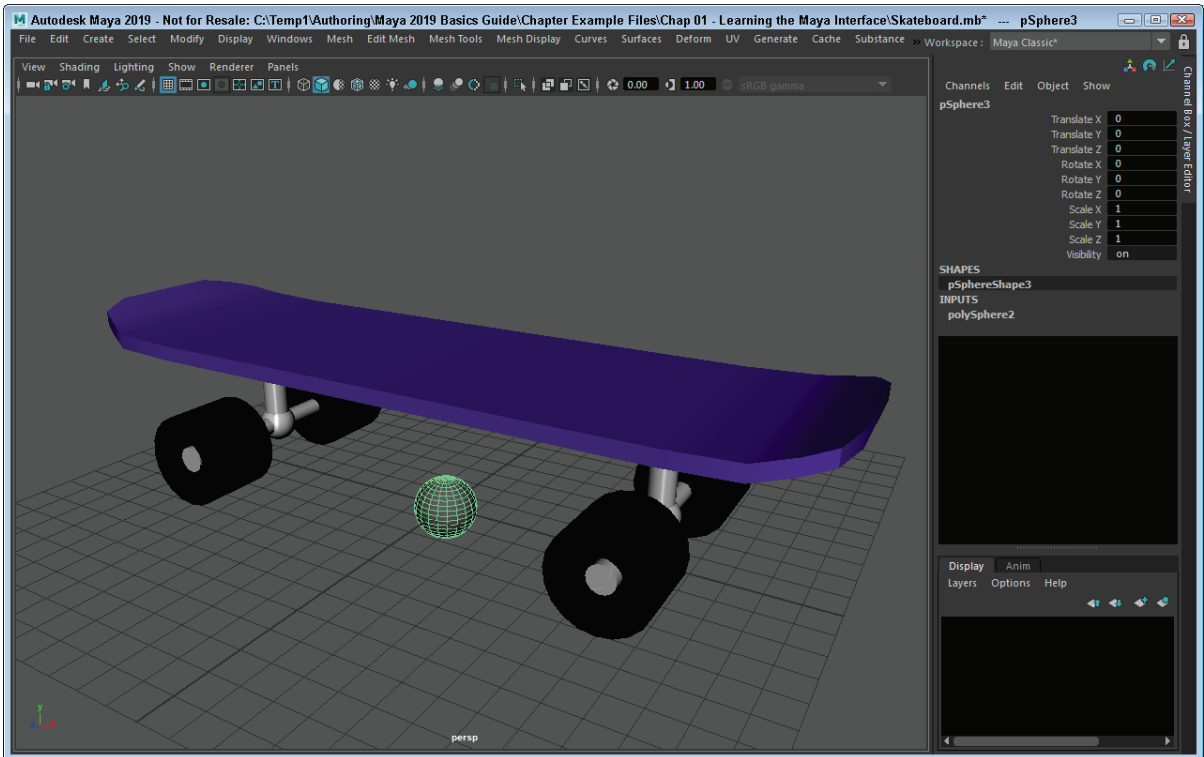 Autodesk Maya 2019 - Not for Resale: C:\Temp1\Authoring\Maya 2019 Basics Guide\Chapter Example Files\Chap 01 - Learning the Maya Interface\Skateboard.mb* --- pSphere3
File Edit Create Select Modify Display Windows Mesh Edit Mesh Mesh Tools Mesh Display Curves Surfaces Deform UV Generate Cache Substance » Workspace : Maya Classic*
View Shading Lighting Show Renderer Panels
0.00 1.00 sRGB gamma
Channels Edit Object Show
pSphere3
Translate X 0
Translate Y 0
Translate Z 0
Rotate X 0
Rotate Y 0
Rotate Z 0
Scale X 1
Scale Y 1
Scale Z 1
Visibility on
SHAPES
pSphereShape3
INPUTS
polySphere2
Channel Box / Layer Editor
Display Anim
Layers Options Help
y
persp